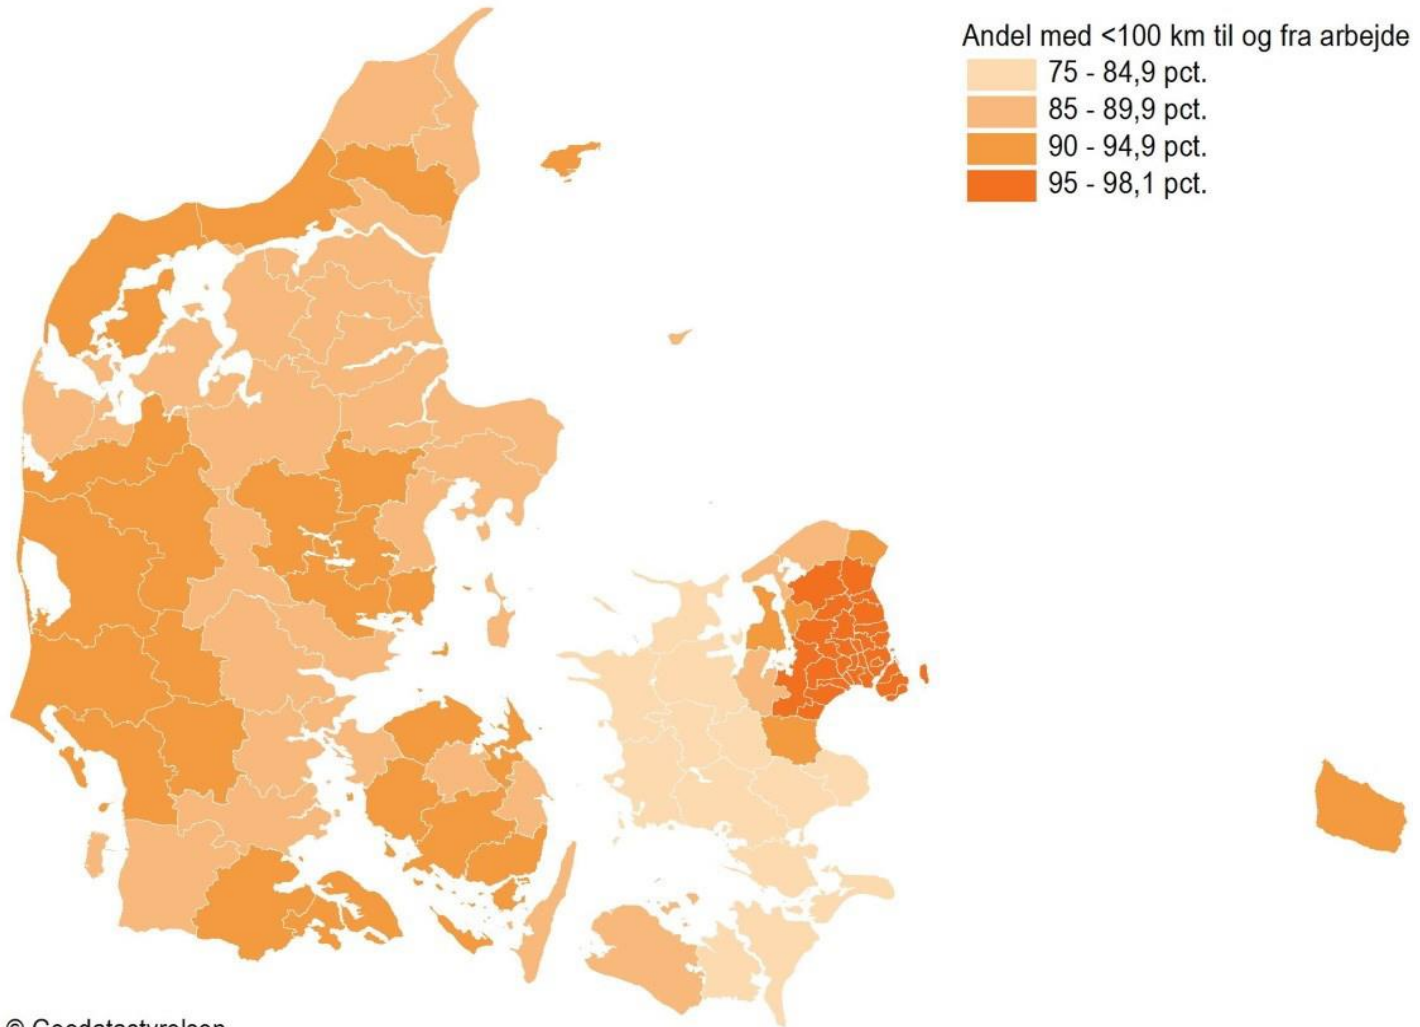 Andel med <100 km til og fra arbejde
75 - 84,9 pct.
85 - 89,9 pct.
90 - 94,9 pct.
95 - 98,1 pct.
© Geodatastyrelsen